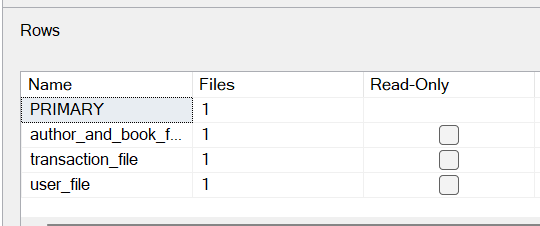 Rows
Name Files Read-Only
PRIMARY 1
author_and_book_f... 1
transaction_file 1
user_file 1